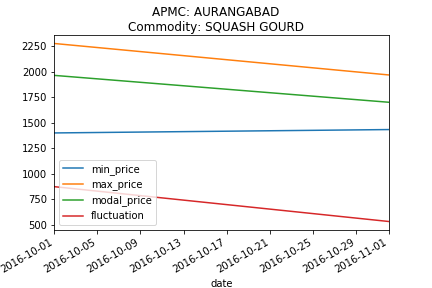 APMC: AURANGABAD
Commodity: SQUASH GOURD
2250
2000
1750
1500
1250
1000
750
500
min_price
max_price
modal_price
fluctuation
2016-10-01
2016-10-05
2016-10-09
2016-10-13
2016-10-17
2016-10-21
2016-10-25
2016-10-29
2016-11-01
date